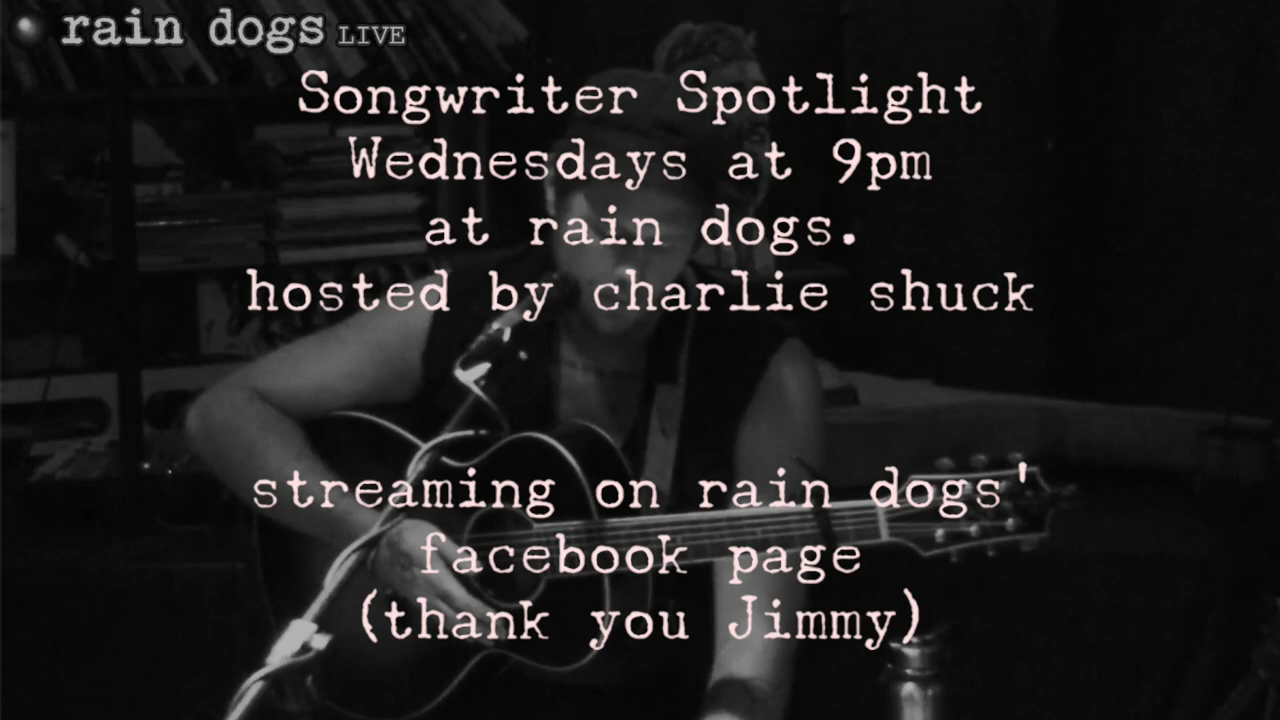 rain dogs LIVE
Songwriter Spotlight
Wednesdays at 9pm
at rain dogs.
hosted by charlie shuck
streaming on rain dogs'
facebook page
(thank you Jimmy)